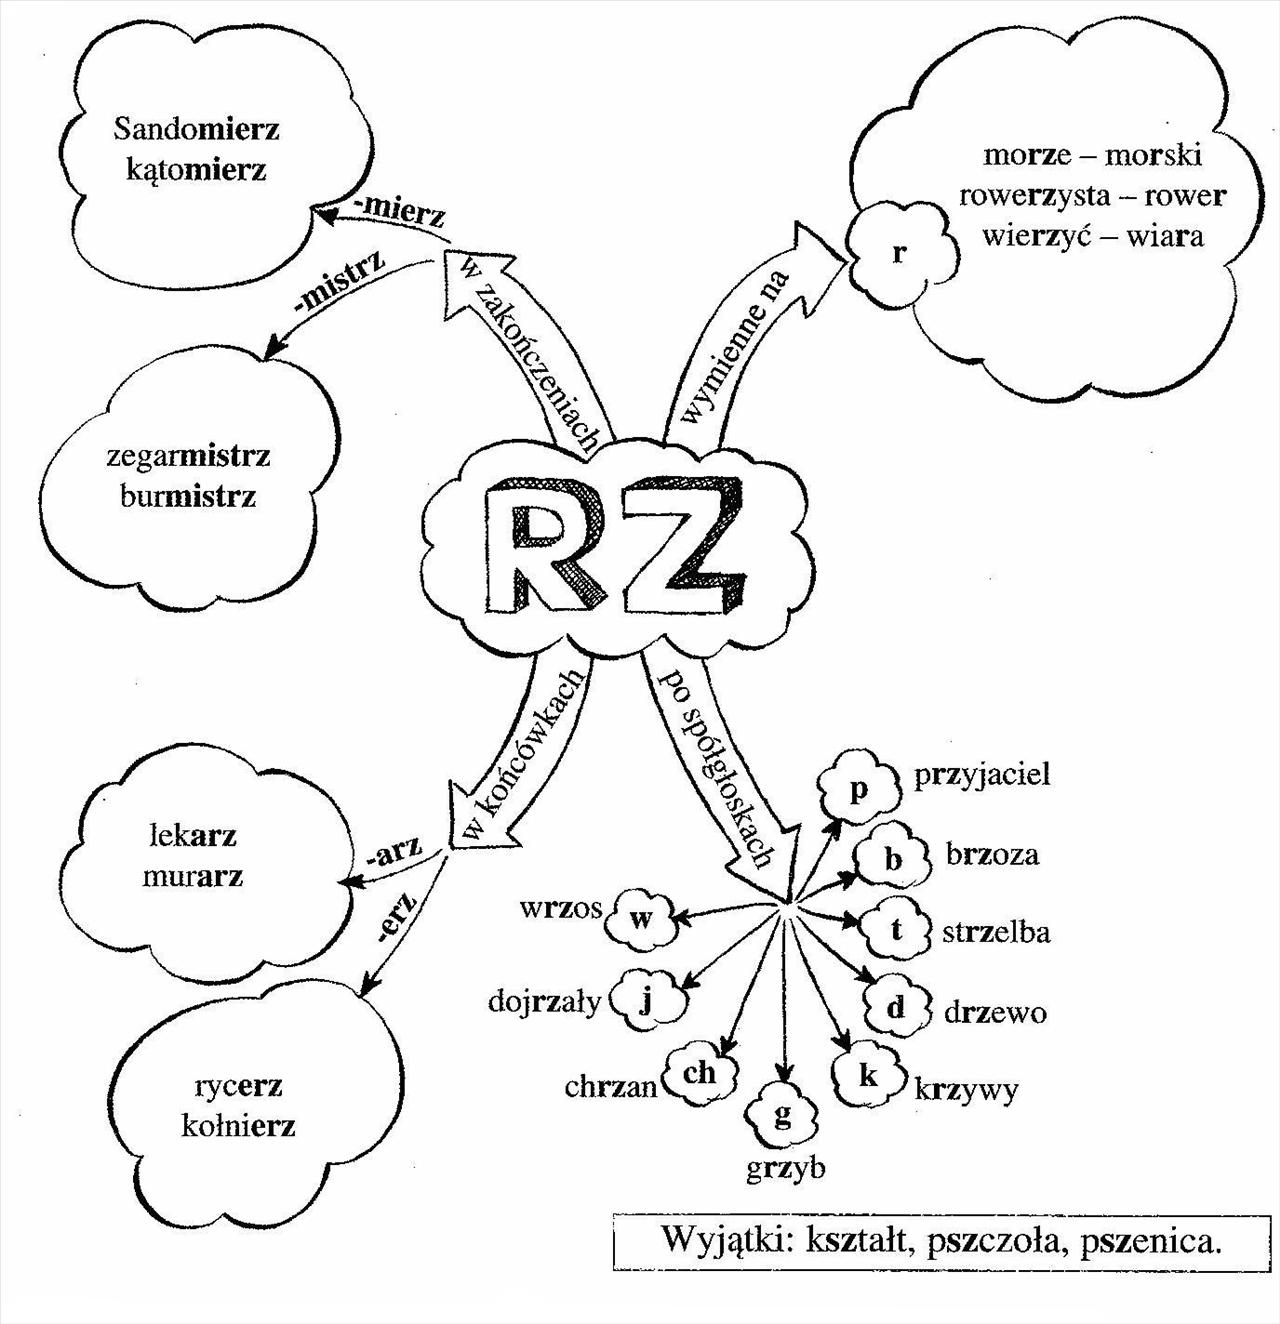 Sandomierz
kątomierz
-mierz
-mistrz
zegarmistrz
burmistrz
w zakończeniach
wymienne na
r
morze – morski
rowerzysta – rower
wierzyć – wiara
RZ
w końcówkach
-arz
-erz
lekarz
murarz
rycerz
kołnierz
po spółgłoskach
p przyjaciel
b brzoza
t strzelba
d drzewo
k krzywy
g
grzyb
chrzan ch
dojrzały j
wrzos w
Wyjątki: kształt, pszczoła, pszenica.